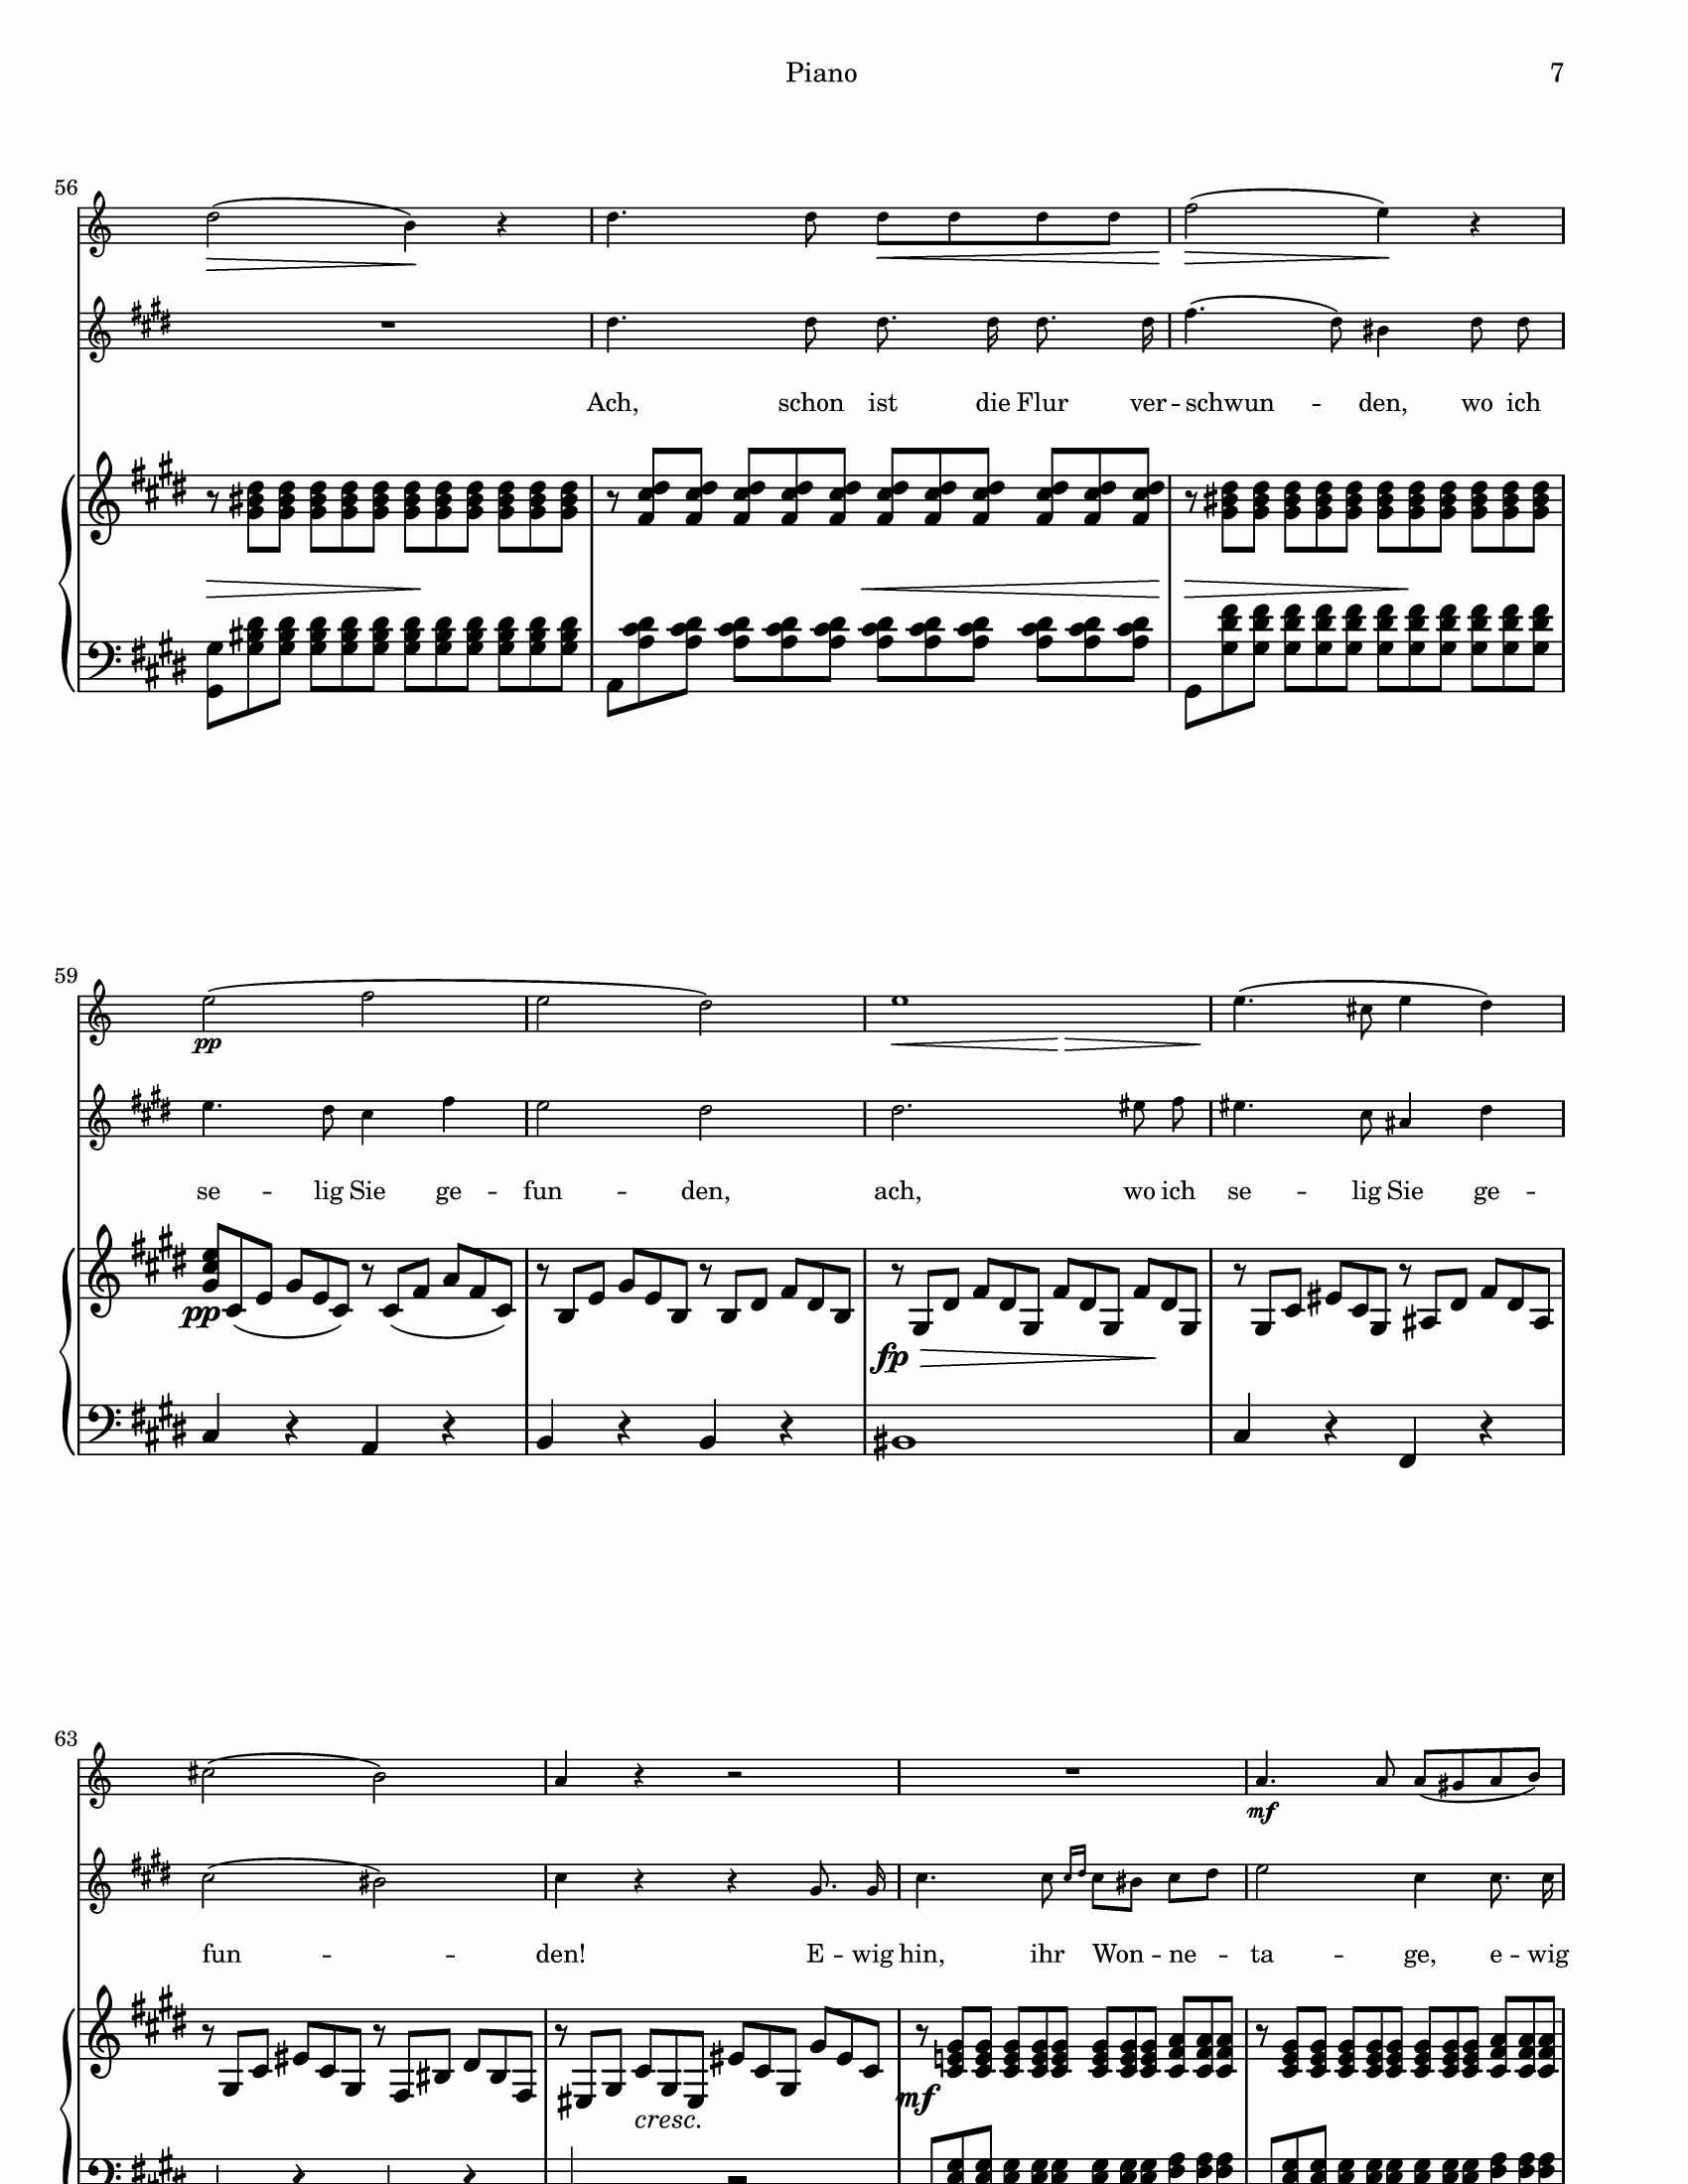 Piano 7
56
Ach, schon ist die Flur ver – schwun – den, wo ich
59
pp
se – lig Sie ge – fun – den, ach, wo ich se – lig Sie ge –
pp fp
63
mf
fun – den! E – wig hin, ihr Won – ne – ta – ge, e – wig
cresc. mf